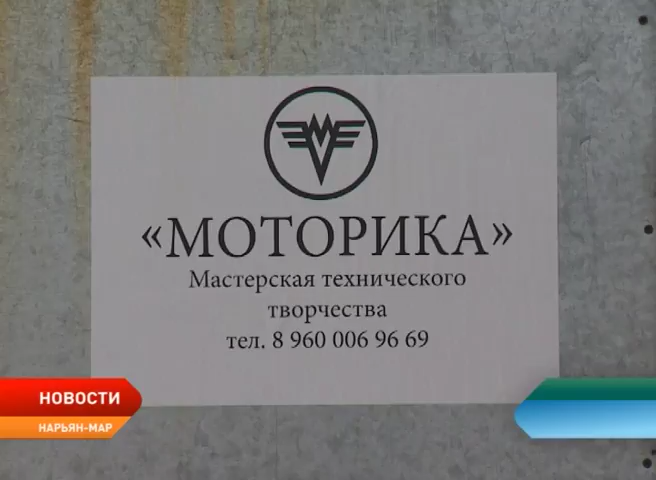 «МОТОРИКА»
Мастерская технического
творчества
тел. 8 960 006 96 69
НОВОСТИ
НАРЬЯН-МАР